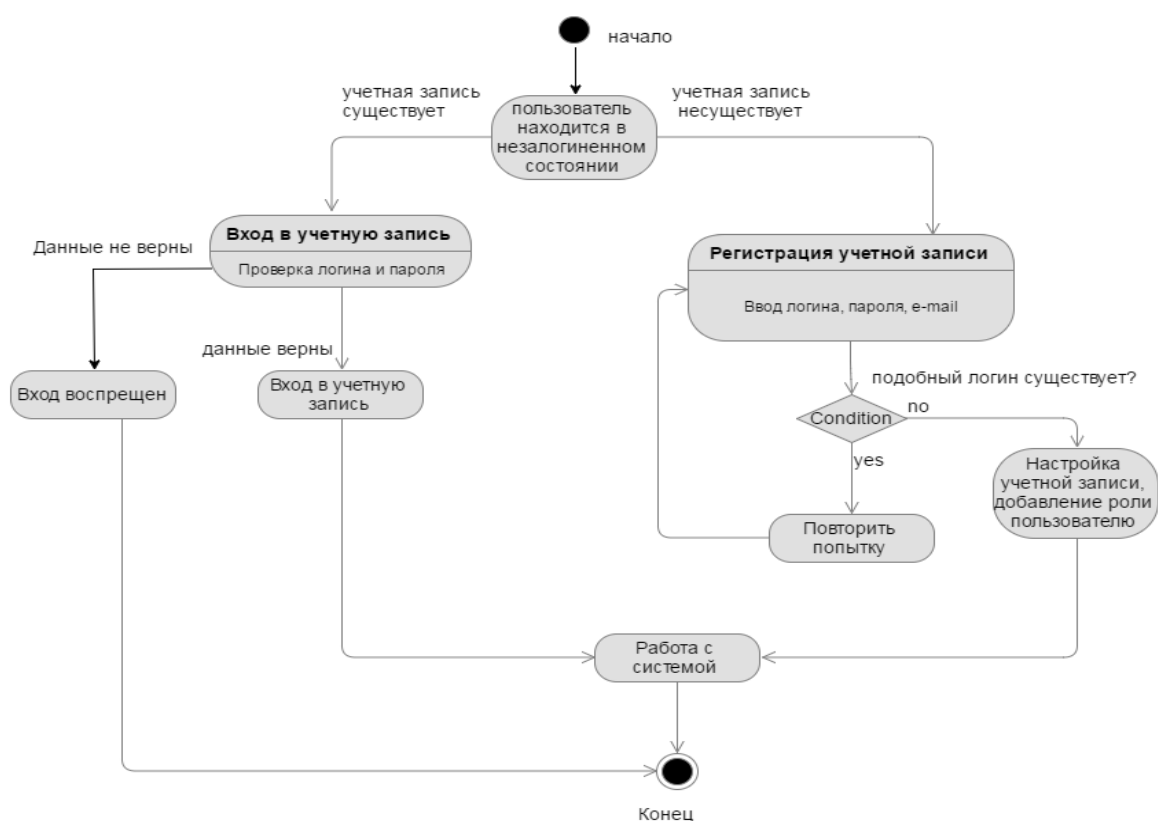 начало
учетная запись
существует
учетная запись
несуществует
пользователь
находится в
незалогиненном
состоянии
Вход в учетную запись
Проверка логина и пароля
Данные не верны
Регистрация учетной записи
Ввод логина, пароля, e-mail
данные верны
Вход воспрещен
Вход в учетную
запись
подобный логин существует?
Condition
no
yes
Настройка
учетной записи,
добавление роли
пользователю
Повторить
попытку
Работа с
системой
Конец